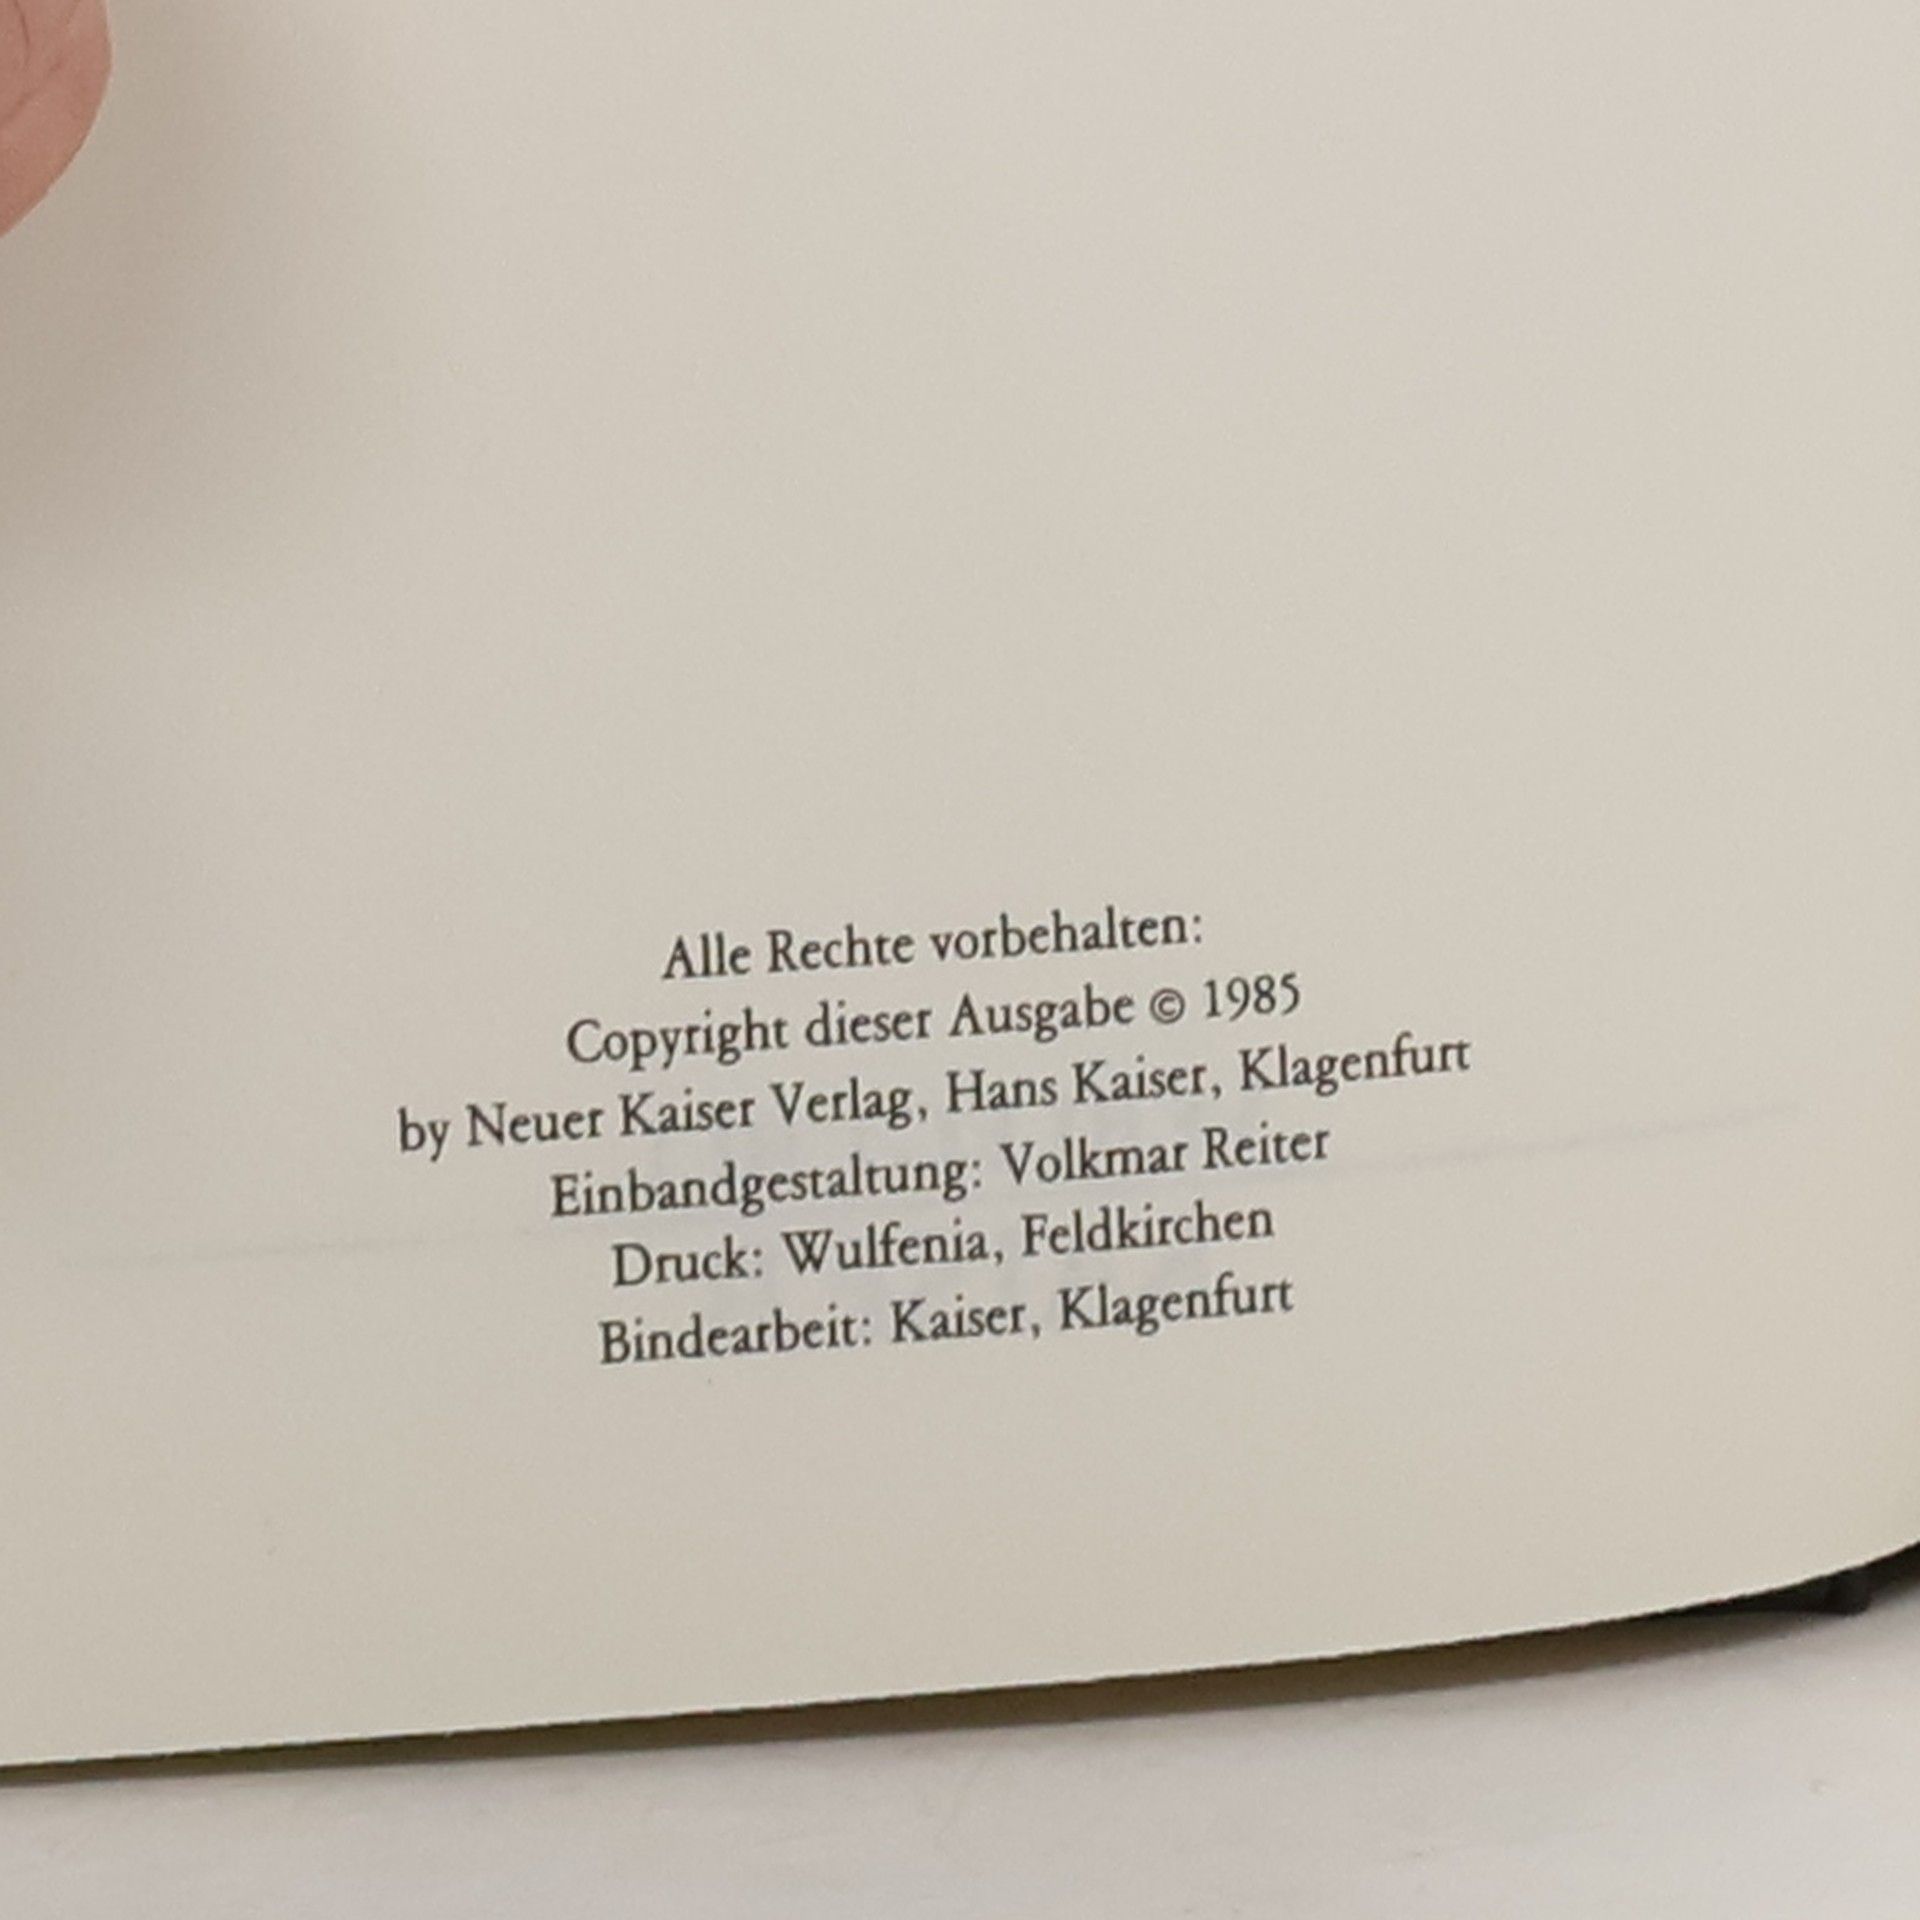 Alle Rechte vorbehalten:
Copyright dieser Ausgabe © 1985
by Neuer Kaiser Verlag, Hans Kaiser, Klagenfurt
Einbandgestaltung: Volkmar Reiter
Druck: Wulfenia, Feldkirchen
Bindearbeit: Kaiser, Klagenfurt